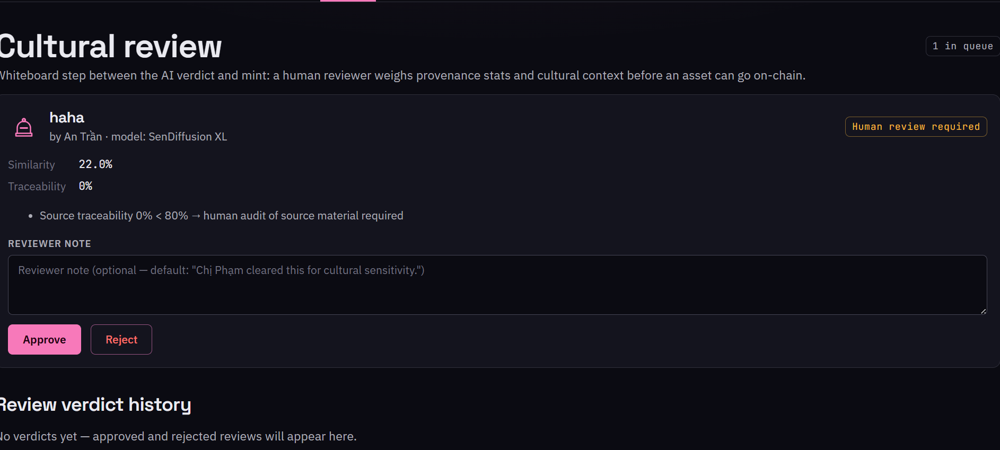 Cultural review
1 in queue
Whiteboard step between the AI verdict and mint: a human reviewer weighs provenance stats and cultural context before an asset can go on-chain.
haha
by An Trần · model: SenDiffusion XL
Human review required
Similarity 22.0%
Traceability 0%
• Source traceability 0% < 80% → human audit of source material required
REVIEWER NOTE
Reviewer note (optional — default: "Chị Phạm cleared this for cultural sensitivity.")
Approve Reject
Review verdict history
No verdicts yet — approved and rejected reviews will appear here.